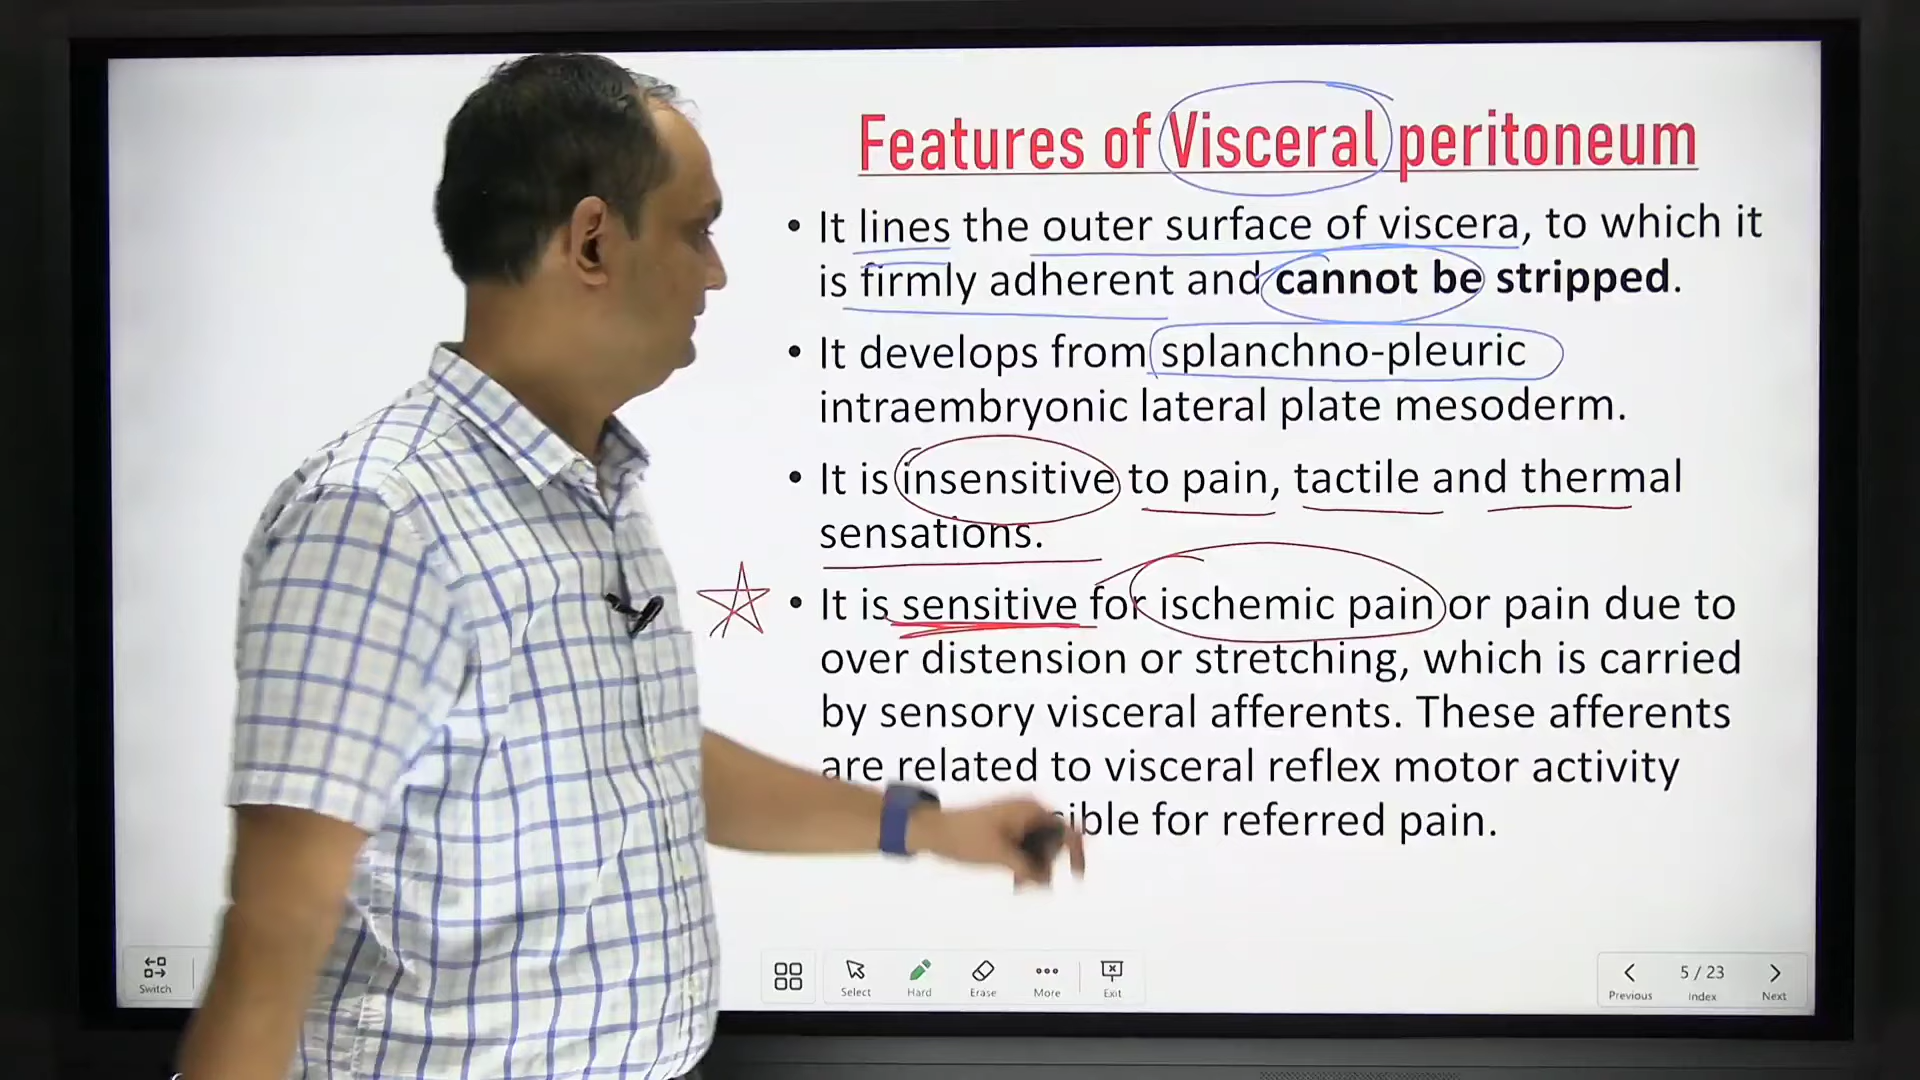 Features of Visceral peritoneum
• It lines the outer surface of viscera, to which it
is firmly adherent and cannot be stripped.
• It develops from splanchno-pleuric
intraembryonic lateral plate mesoderm.
• It is insensitive to pain, tactile and thermal
sensations.
• It is sensitive for ischemic pain or pain due to
over distension or stretching, which is carried
by sensory visceral afferents. These afferents
are related to visceral reflex motor activity
for referred pain.
Switch
Select
Hard
Erase
More
Exit
Previous
5 / 23
Index
Next